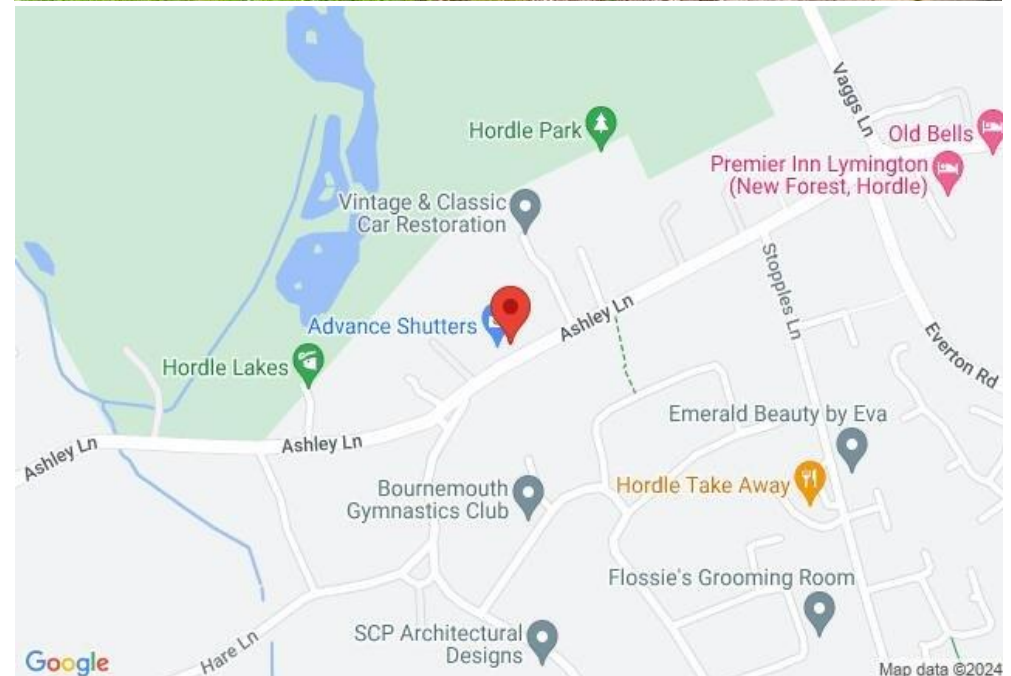 Vaggs Ln
Hordle Park
Old Bells
Premier Inn Lymington
(New Forest, Hordle)
Vintage & Classic
Car Restoration
Stopples Ln
Ashley Ln
Advance Shutters
Everton Rd
Hordle Lakes
Emerald Beauty by Eva
Ashley Ln
Ashley Ln
Hordle Take Away
Bournemouth
Gymnastics Club
Flossie's Grooming Room
SCP Architectural
Designs
Hare Ln
Google
Map data ©2024